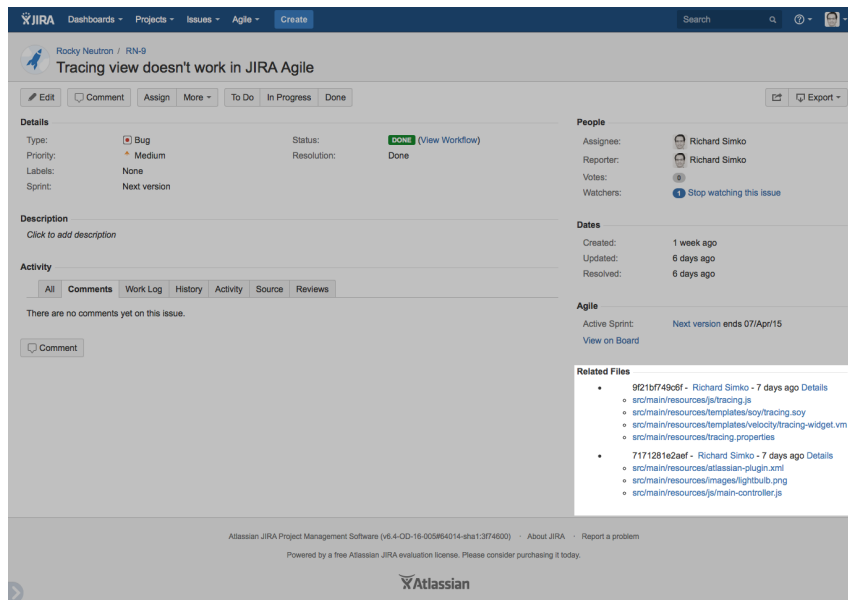 JIRA Dashboards Projects Issues Agile Create Search
Rocky Neutron / RN-9
Tracing view doesn't work in JIRA Agile
Edit Comment Assign More To Do In Progress Done Export
Details
Type: Bug Status: DONE (View Workflow)
Priority: Medium Resolution: Done
Labels: None
Sprint: Next version
Description
Click to add description
Activity
All Comments Work Log History Activity Source Reviews
There are no comments yet on this issue.
Comment
People
Assignee: Richard Simko
Reporter: Richard Simko
Votes: 0
Watchers: 1 Stop watching this issue
Dates
Created: 1 week ago
Updated: 6 days ago
Resolved: 6 days ago
Agile
Active Sprint: Next version ends 07/Apr/15
View on Board
Related Files
9f21bf749c6f - Richard Simko - 7 days ago Details
src/main/resources/js/tracing.js
src/main/resources/templates/soy/tracing.soy
src/main/resources/templates/velocity/tracing-widget.vm
src/main/resources/tracing.properties
7171281e2aef - Richard Simko - 7 days ago Details
src/main/resources/atlassian-plugin.xml
src/main/resources/images/lightbulb.png
src/main/resources/js/main-controller.js
Atlassian JIRA Project Management Software (v6.4-OD-16-005#64014-sha1:3f74600) · About JIRA · Report a problem
Powered by a free Atlassian JIRA evaluation license. Please consider purchasing it today.
Atlassian